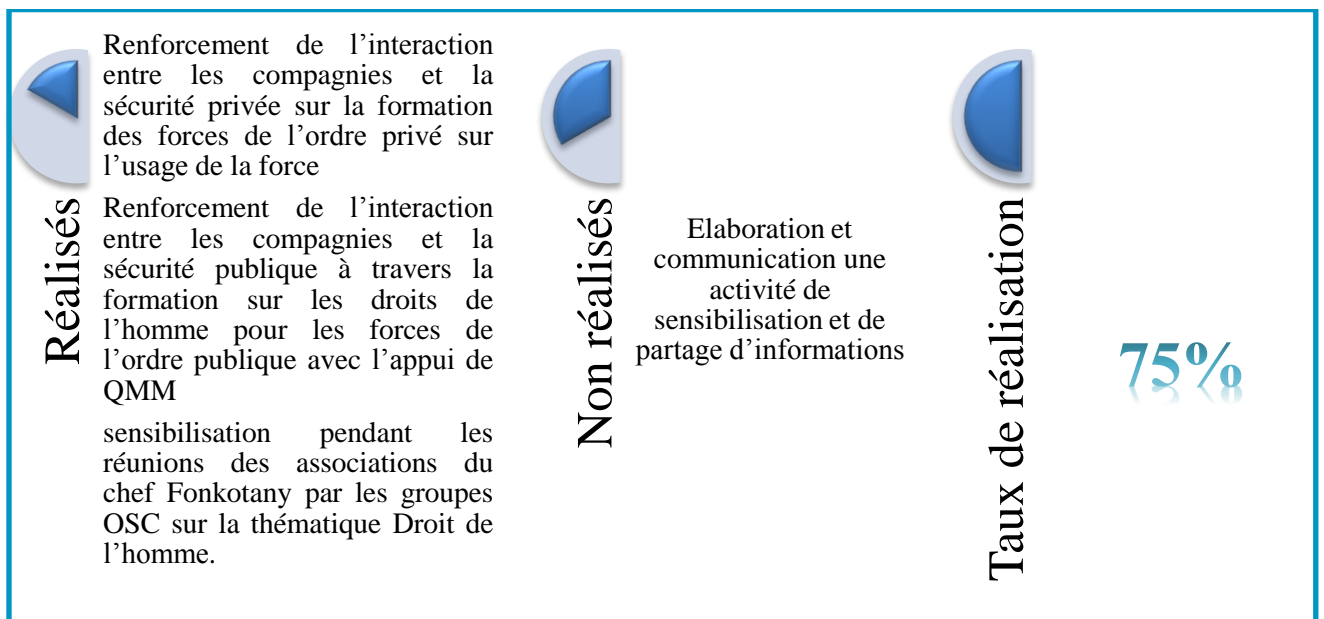 Réalisés
Renforcement de l’interaction
entre les compagnies et la
sécurité privée sur la formation
des forces de l’ordre privé sur
l’usage de la force
Renforcement de l’interaction
entre les compagnies et la
sécurité publique à travers la
formation sur les droits de
l’homme pour les forces de
l’ordre publique avec l’appui de
QMM
sensibilisation pendant les
réunions des associations du
chef Fonkotany par les groupes
OSC sur la thématique Droit de
l’homme.
Non réalisés
Elaboration et
communication une
activité de
sensibilisation et de
partage d’informations
Taux de réalisation
75%